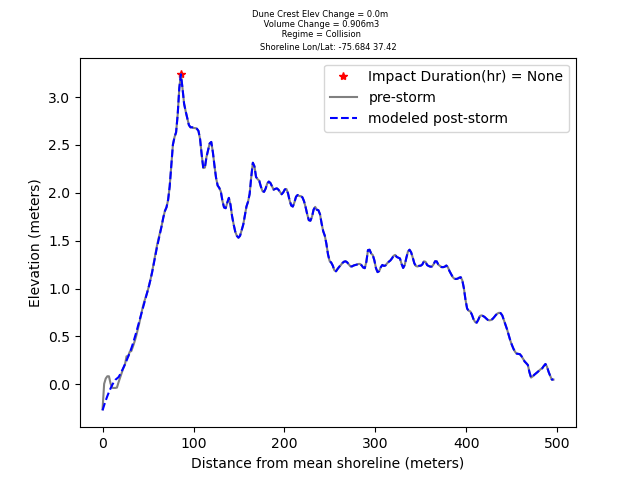 Dune Crest Elev Change = 0.0m
Volume Change = 0.906m3
Regime = Collision
Shoreline Lon/Lat: -75.684 37.42
Impact Duration(hr) = None
pre-storm
modeled post-storm
3.0
2.5
2.0
1.5
1.0
0.5
0.0
Elevation (meters)
0 100 200 300 400 500
Distance from mean shoreline (meters)